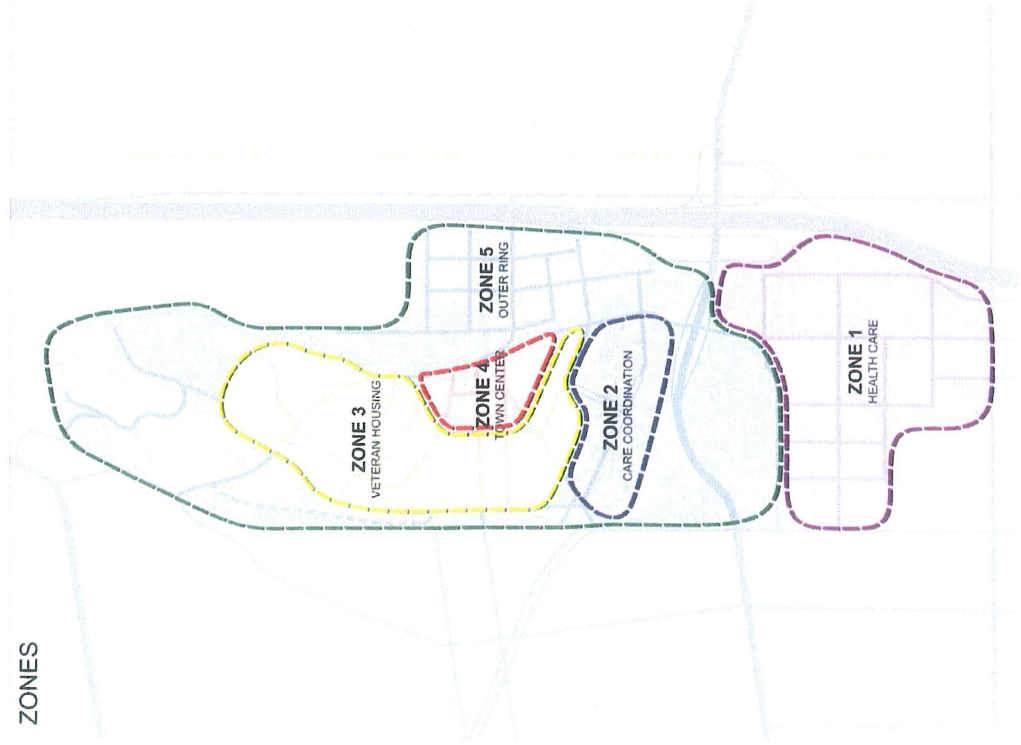 ZONES
ZONE 3
VETERAN HOUSING
ZONE 4
TOWN CENTER
ZONE 5
OUTER RING
ZONE 2
CARE COORDINATION
ZONE 1
HEALTH CARE